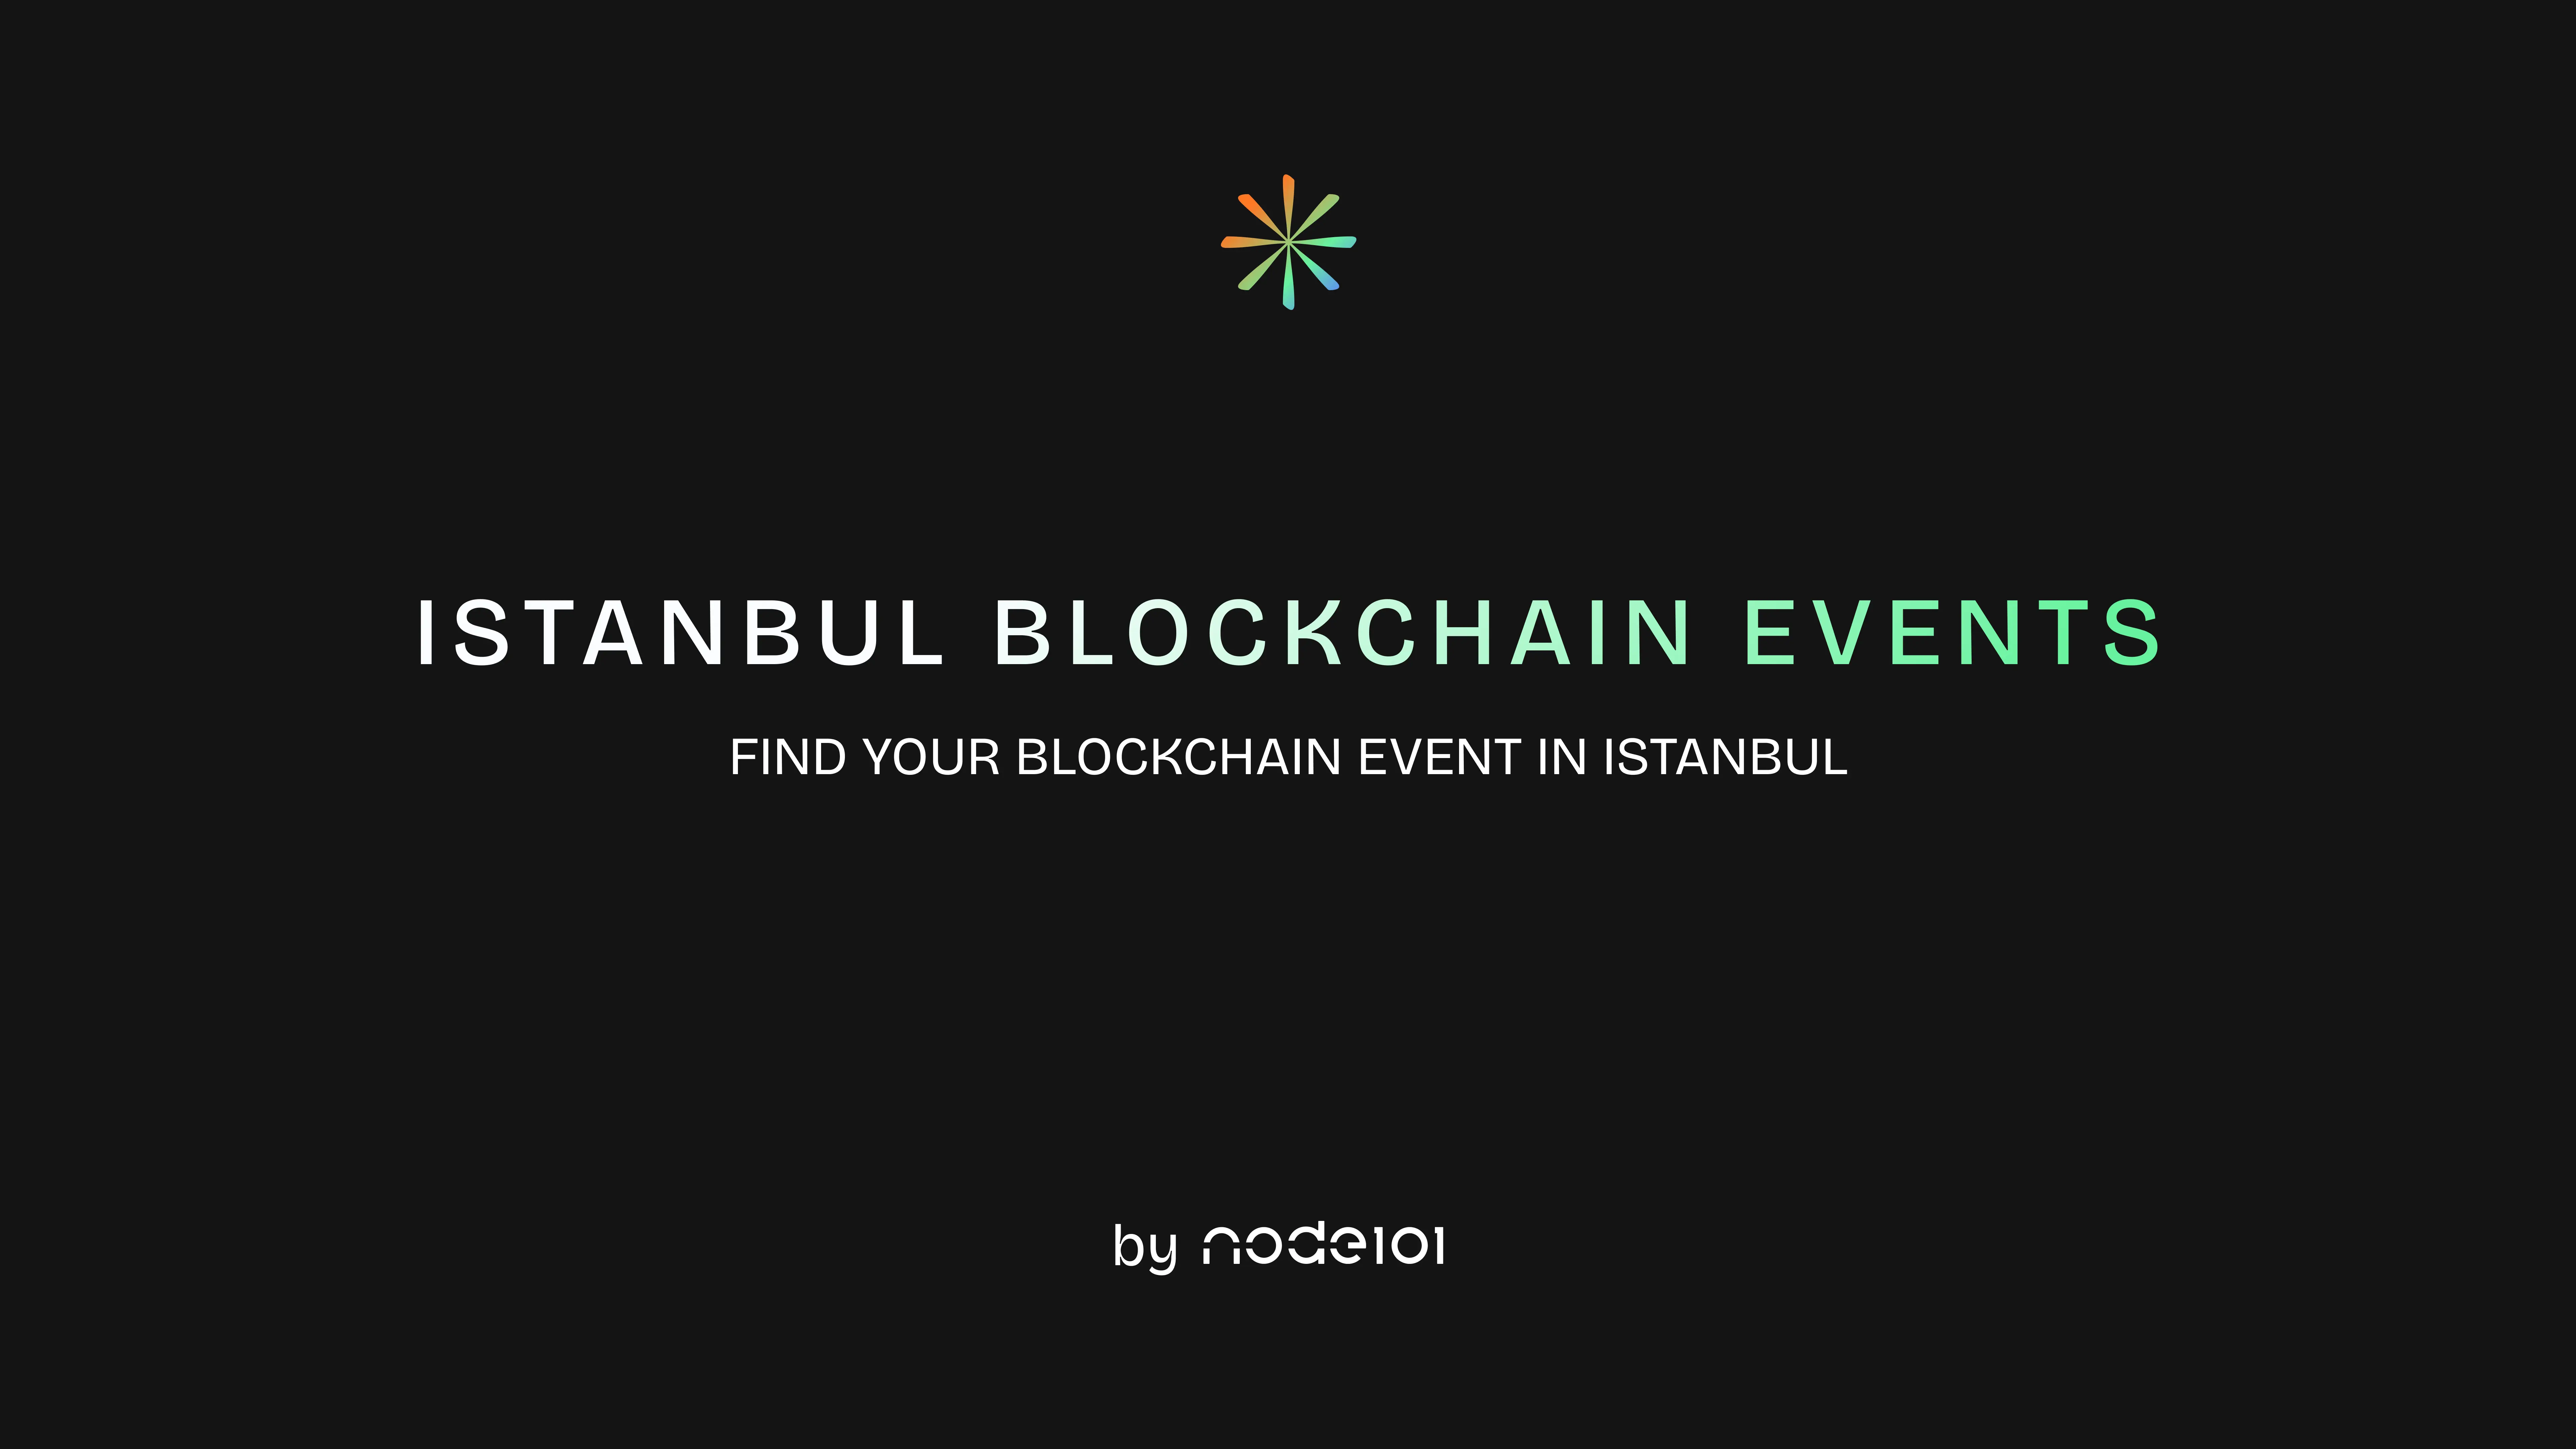 ISTANBUL BLOCKCHAIN EVENTS
FIND YOUR BLOCKCHAIN EVENT IN ISTANBUL
by node101